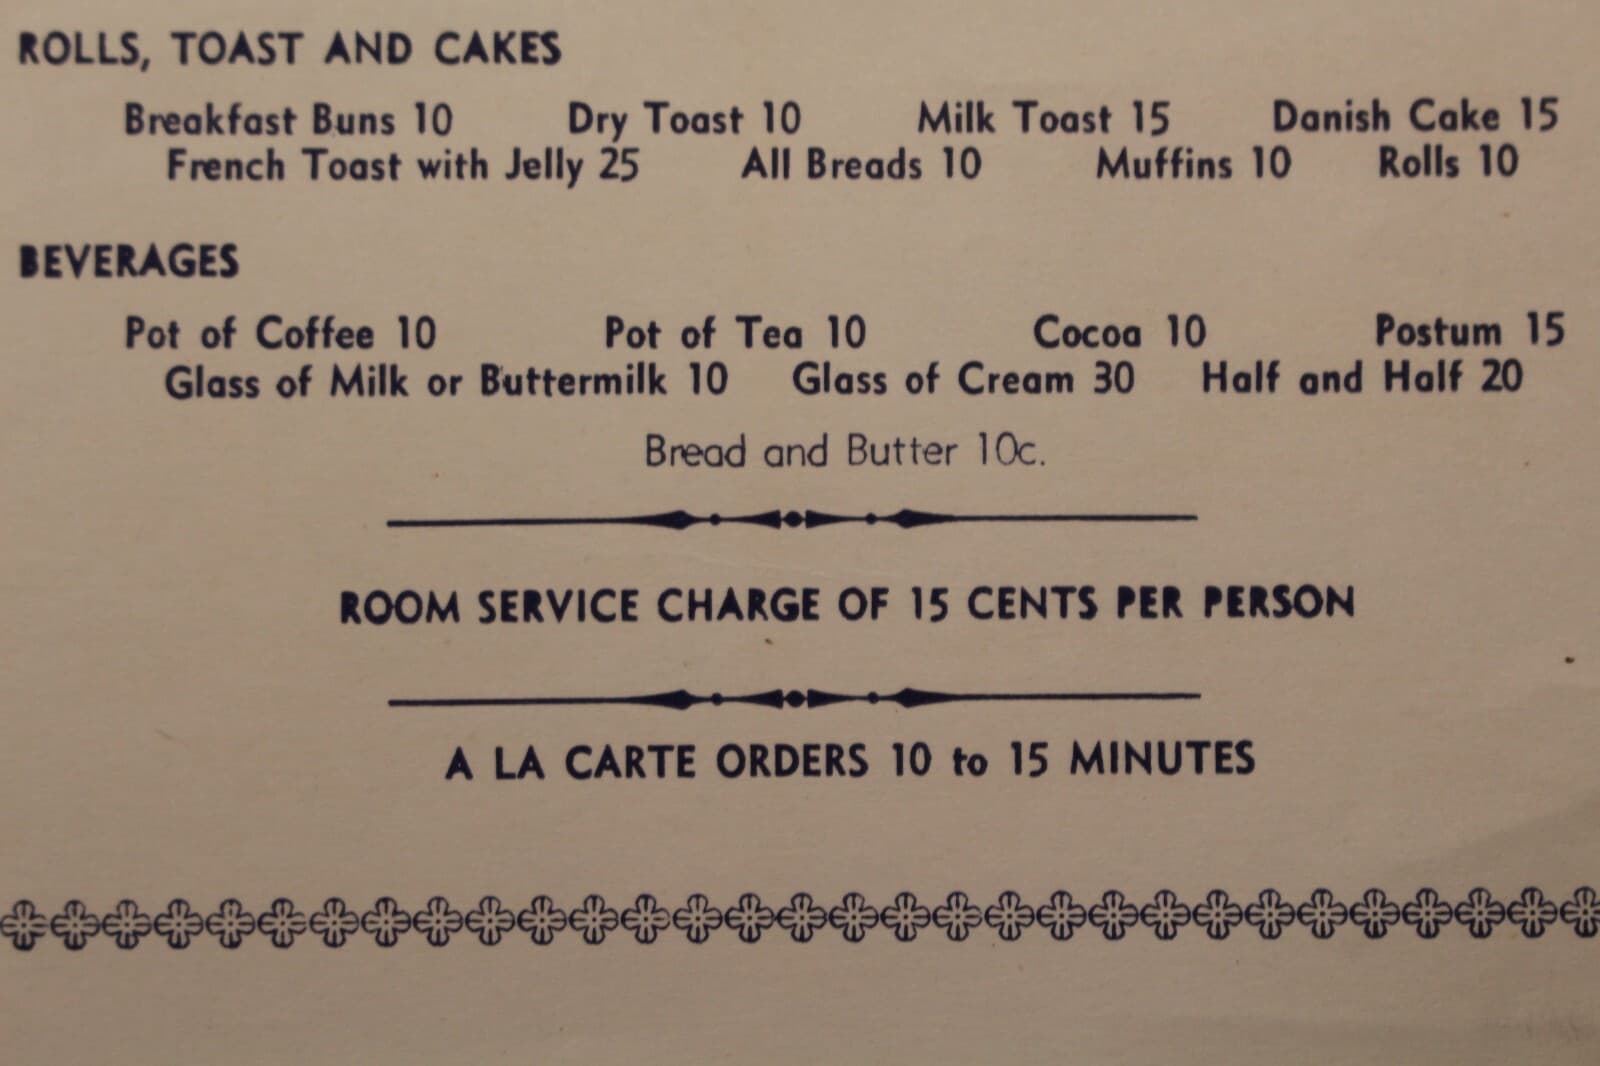 ROLLS, TOAST AND CAKES
Breakfast Buns 10 Dry Toast 10 Milk Toast 15 Danish Cake 15
French Toast with Jelly 25 All Breads 10 Muffins 10 Rolls 10
BEVERAGES
Pot of Coffee 10 Pot of Tea 10 Cocoa 10 Postum 15
Glass of Milk or Buttermilk 10 Glass of Cream 30 Half and Half 20
Bread and Butter 10c.
ROOM SERVICE CHARGE OF 15 CENTS PER PERSON
A LA CARTE ORDERS 10 to 15 MINUTES